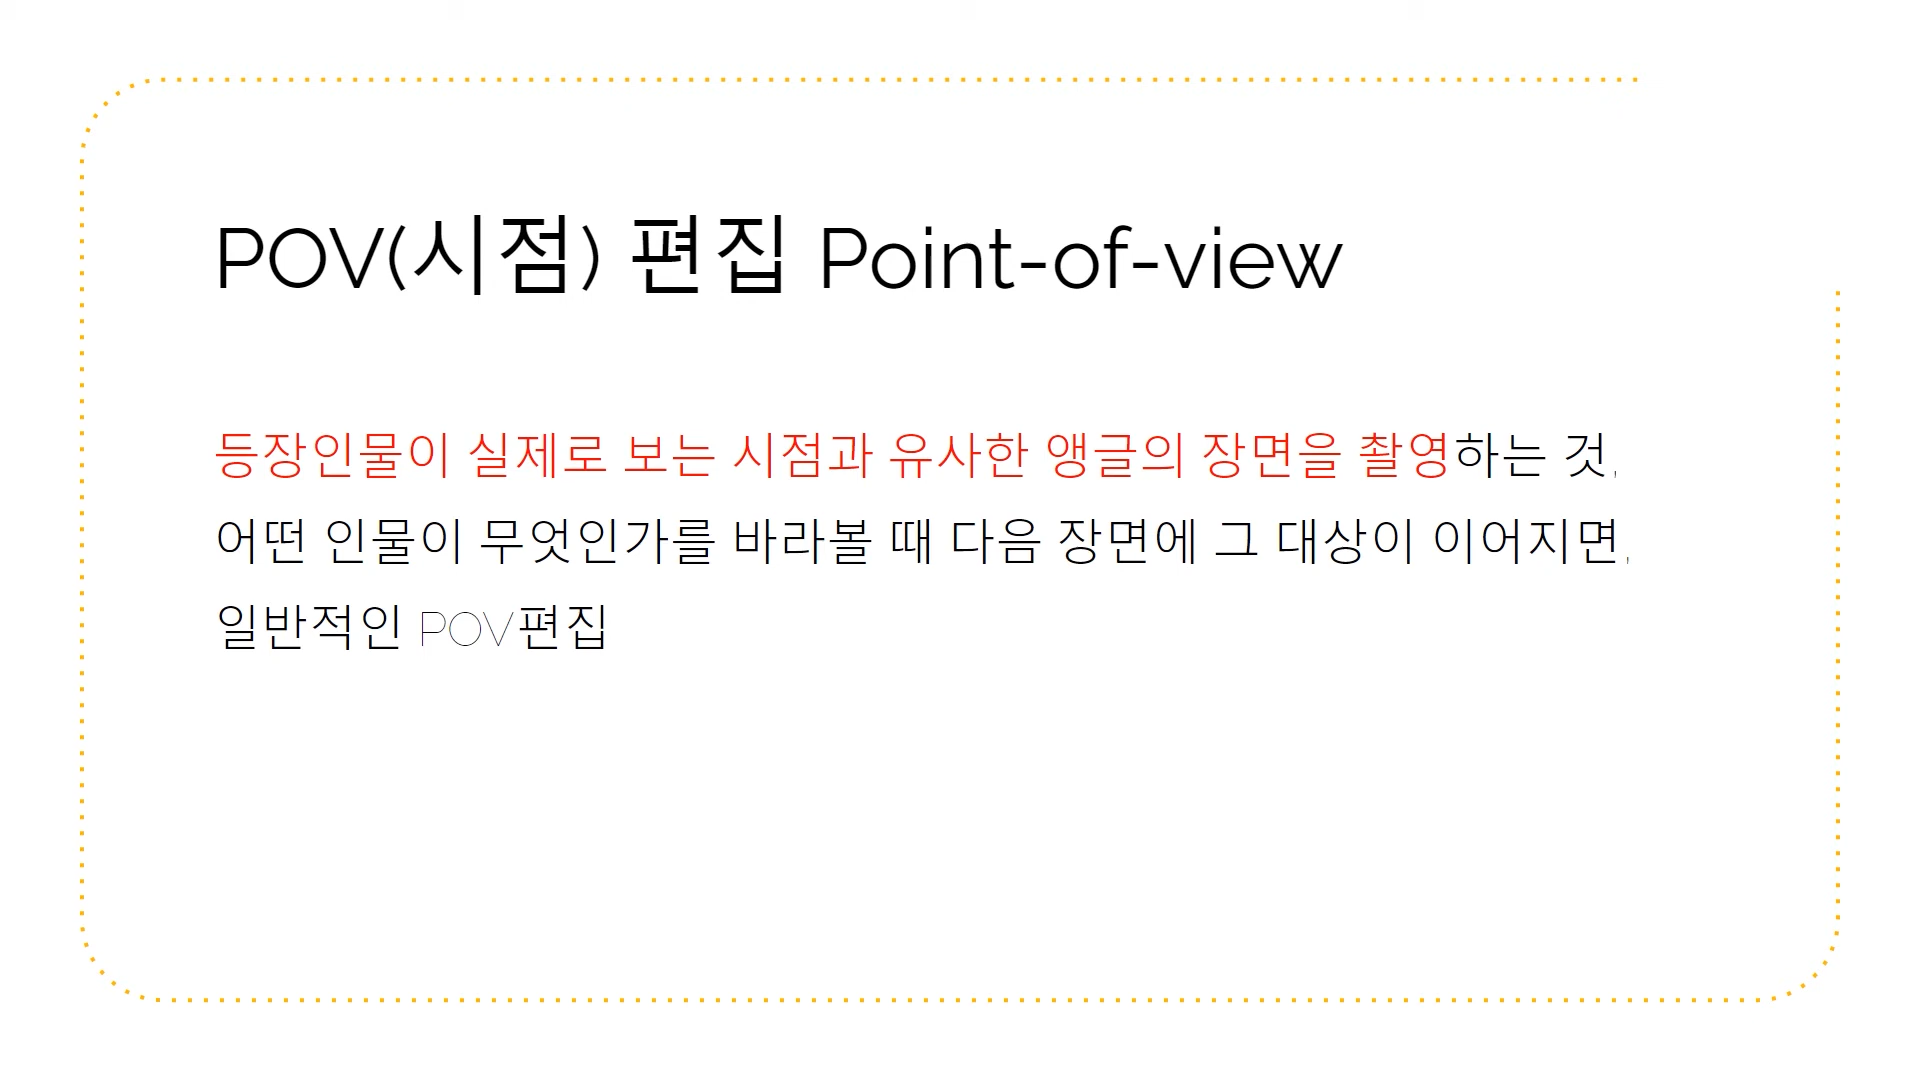 POV(시점) 편집 Point-of-view
등장인물이 실제로 보는 시점과 유사한 앵글의 장면을 촬영하는 것,
어떤 인물이 무엇인가를 바라볼 때 다음 장면에 그 대상이 이어지면,
일반적인 POV편집